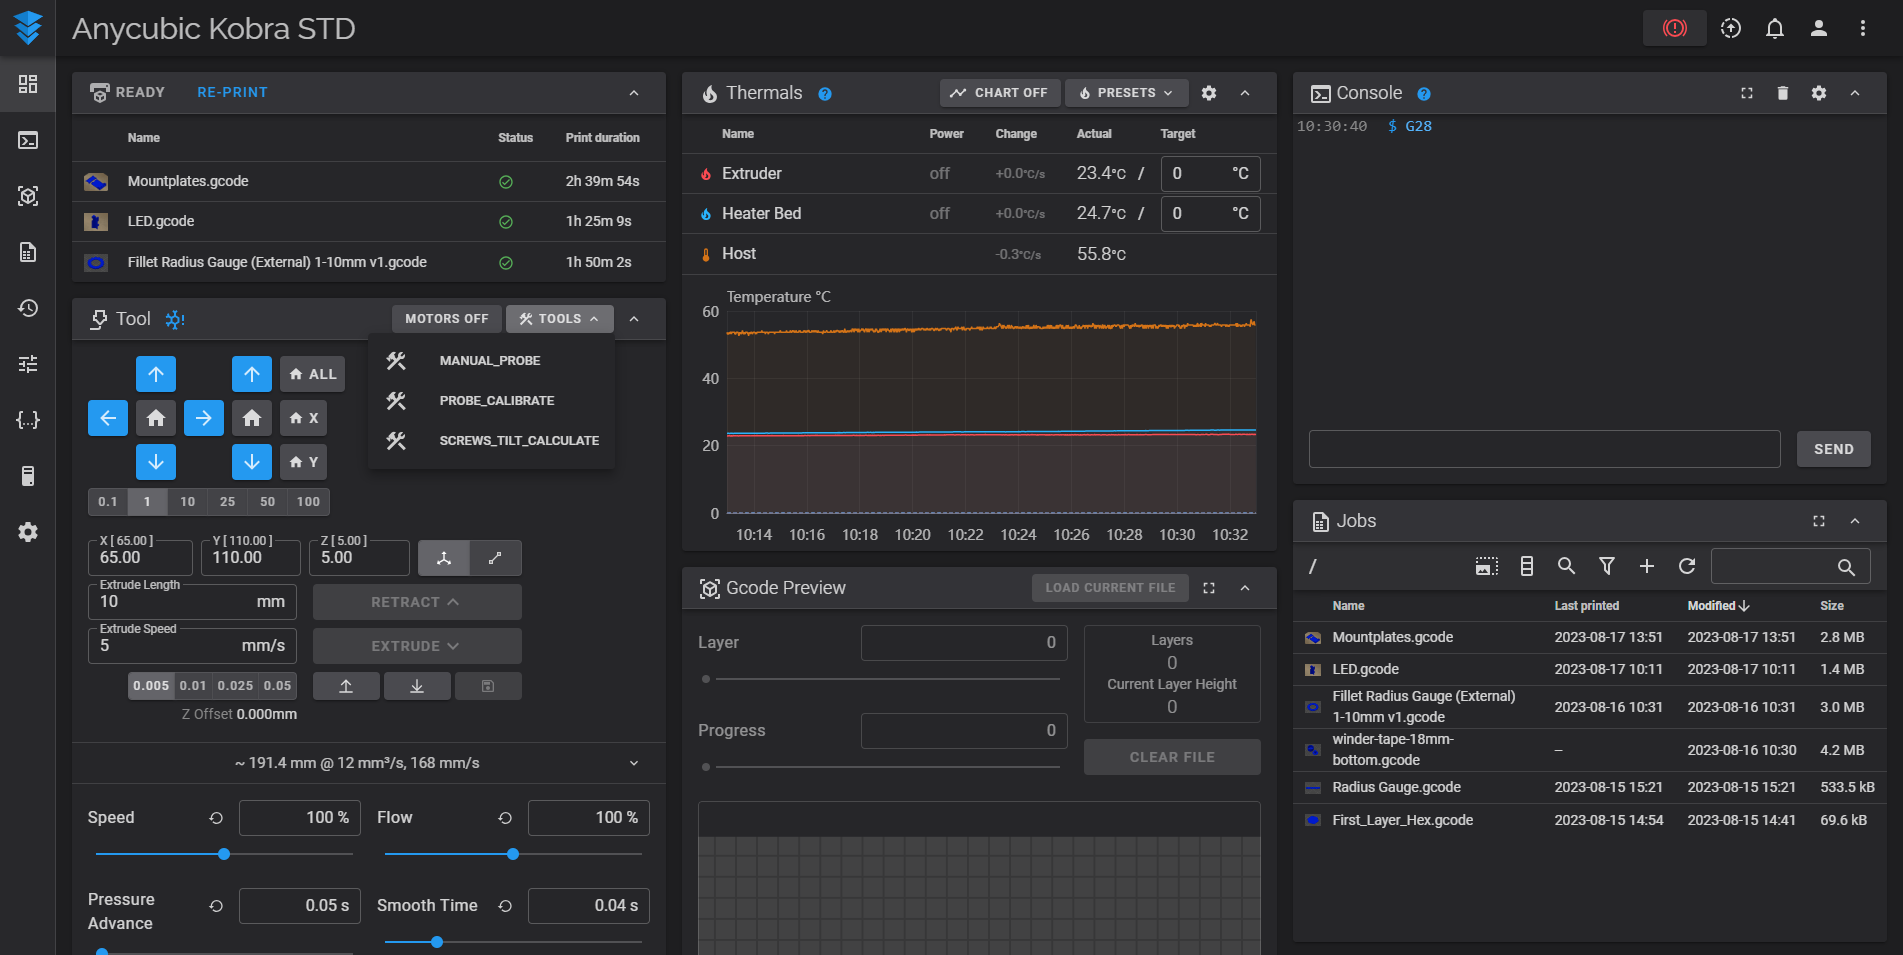 Anycubic Kobra STD
READY
RE-PRINT
Name Status Print duration
Mountplates.gcode 2h 39m 54s
LED.gcode 1h 25m 9s
Fillet Radius Gauge (External) 1-10mm v1.gcode 1h 50m 2s
Tool
MOTORS OFF
TOOLS
MANUAL_PROBE
PROBE_CALIBRATE
SCREWS_TILT_CALCULATE
ALL
X
Y
0.1 1 10 25 50 100
X [ 65.00 ] Y [ 110.00 ] Z [ 5.00 ]
65.00 110.00 5.00
Extrude Length
10 mm
RETRACT
Extrude Speed
5 mm/s
EXTRUDE
0.005 0.01 0.025 0.05
Z Offset 0.000mm
~ 191.4 mm @ 12 mm³/s, 168 mm/s
Speed 100 % Flow 100 %
Pressure Advance 0.05 s Smooth Time 0.04 s
Thermals
CHART OFF
PRESETS
Name Power Change Actual Target
Extruder off +0.0°C/s 23.4°C / 0 °C
Heater Bed off +0.0°C/s 24.7°C / 0 °C
Host -0.3°C/s 55.8°C
Temperature °C
60
40
20
0
10:14 10:16 10:18 10:20 10:22 10:24 10:26 10:28 10:30 10:32
Gcode Preview
LOAD CURRENT FILE
Layer 0
Layers
0
Current Layer Height
0
Progress 0
CLEAR FILE
Console
10:30:40 $ G28
SEND
Jobs
/
Name Last printed Modified Size
Mountplates.gcode 2023-08-17 13:51 2023-08-17 13:51 2.8 MB
LED.gcode 2023-08-17 10:11 2023-08-17 10:11 1.4 MB
Fillet Radius Gauge (External)
1-10mm v1.gcode 2023-08-16 10:31 2023-08-16 10:31 3.0 MB
winder-tape-18mm-
bottom.gcode – 2023-08-16 10:30 4.2 MB
Radius Gauge.gcode 2023-08-15 15:21 2023-08-15 15:21 533.5 kB
First_Layer_Hex.gcode 2023-08-15 14:54 2023-08-15 14:41 69.6 kB